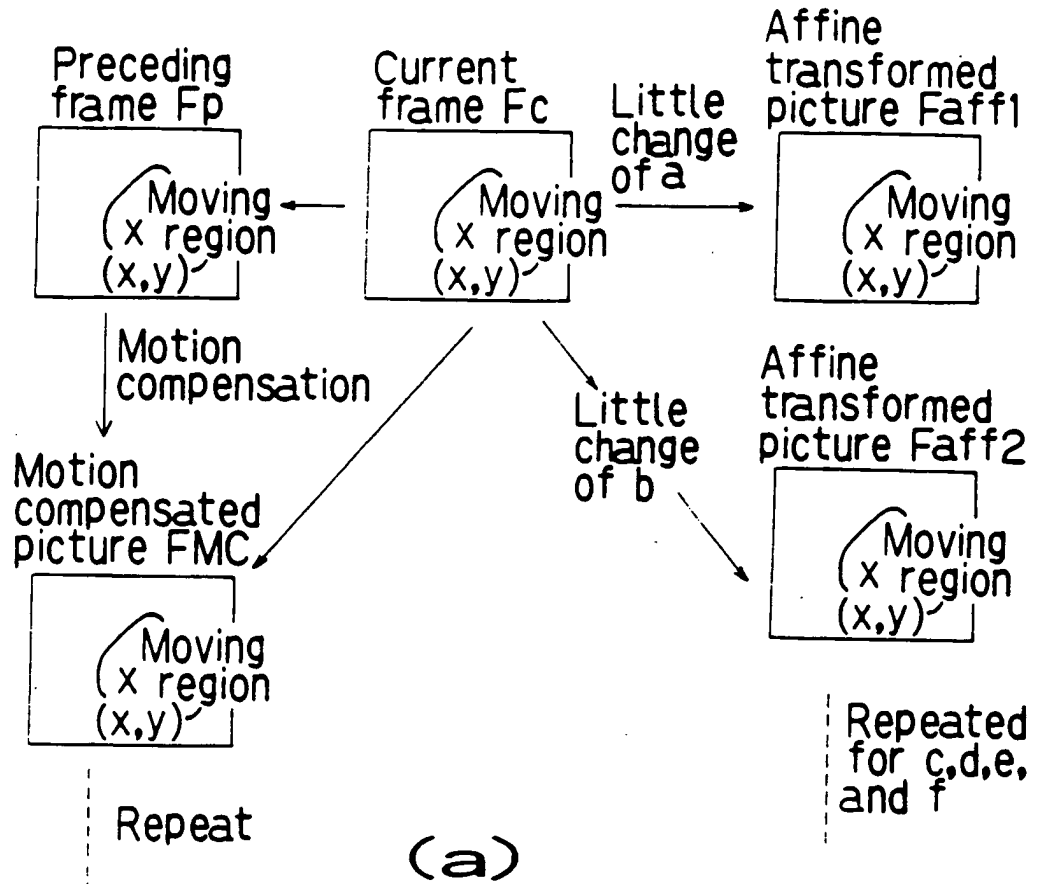 Preceding
frame Fp
Moving
x region
(x,y)
Current
frame Fc
Moving
x region
(x,y)
Little
change
of a
Affine
transformed
picture Faff1
Moving
x region
(x,y)
Motion
compensation
Little
change
of b
Affine
transformed
picture Faff2
Moving
x region
(x,y)
Motion
compensated
picture FMC
Moving
x region
(x,y)
Repeat
Repeated
for c,d,e,
and f
(a)